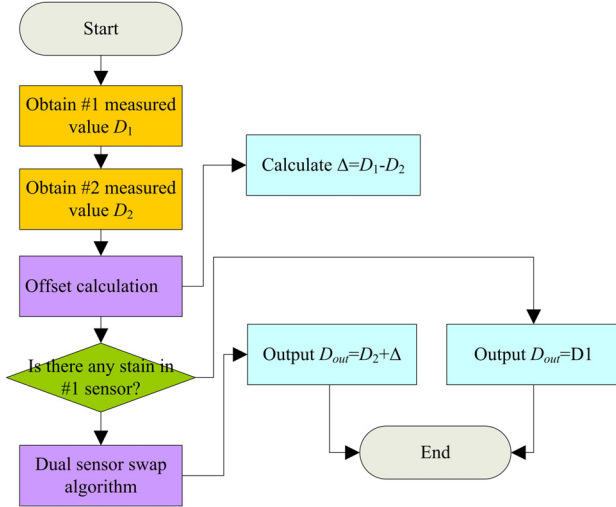 Start
Obtain #1 measured
value D₁
Obtain #2 measured
value D₂
Calculate Δ=D₁-D₂
Offset calculation
Is there any stain in
#1 sensor?
Output Dout=D₂+Δ
Output Dout=D1
Dual sensor swap
algorithm
End